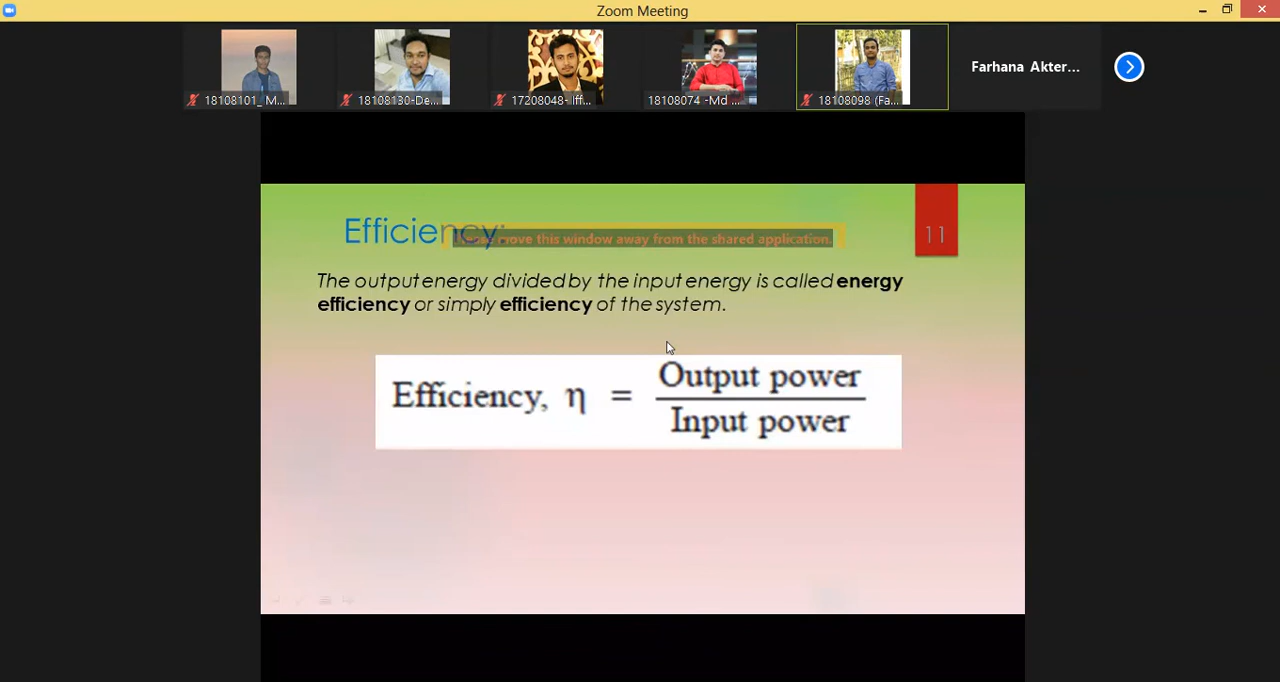 Zoom Meeting
18108101_ M...
18108130-De...
17208048- Iff...
18108074 -Md ...
18108098 (Fa...
Farhana Akter...
Efficiency:
move this window away from the shared application.
11
The output energy divided by the input energy is called energy
efficiency or simply efficiency of the system.
Efficiency, η = Output power
Input power